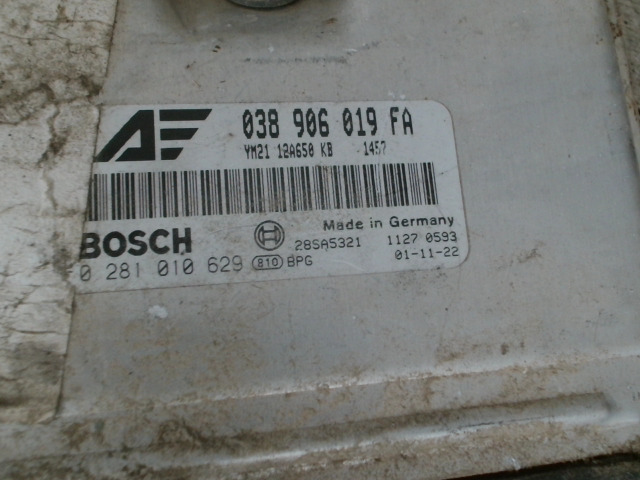 AE 038 906 019 FA
YM21 12A650 KB 1457
BOSCH Made in Germany
28SA5321 1127 0593
0 281 010 629 810 BPG 01-11-22